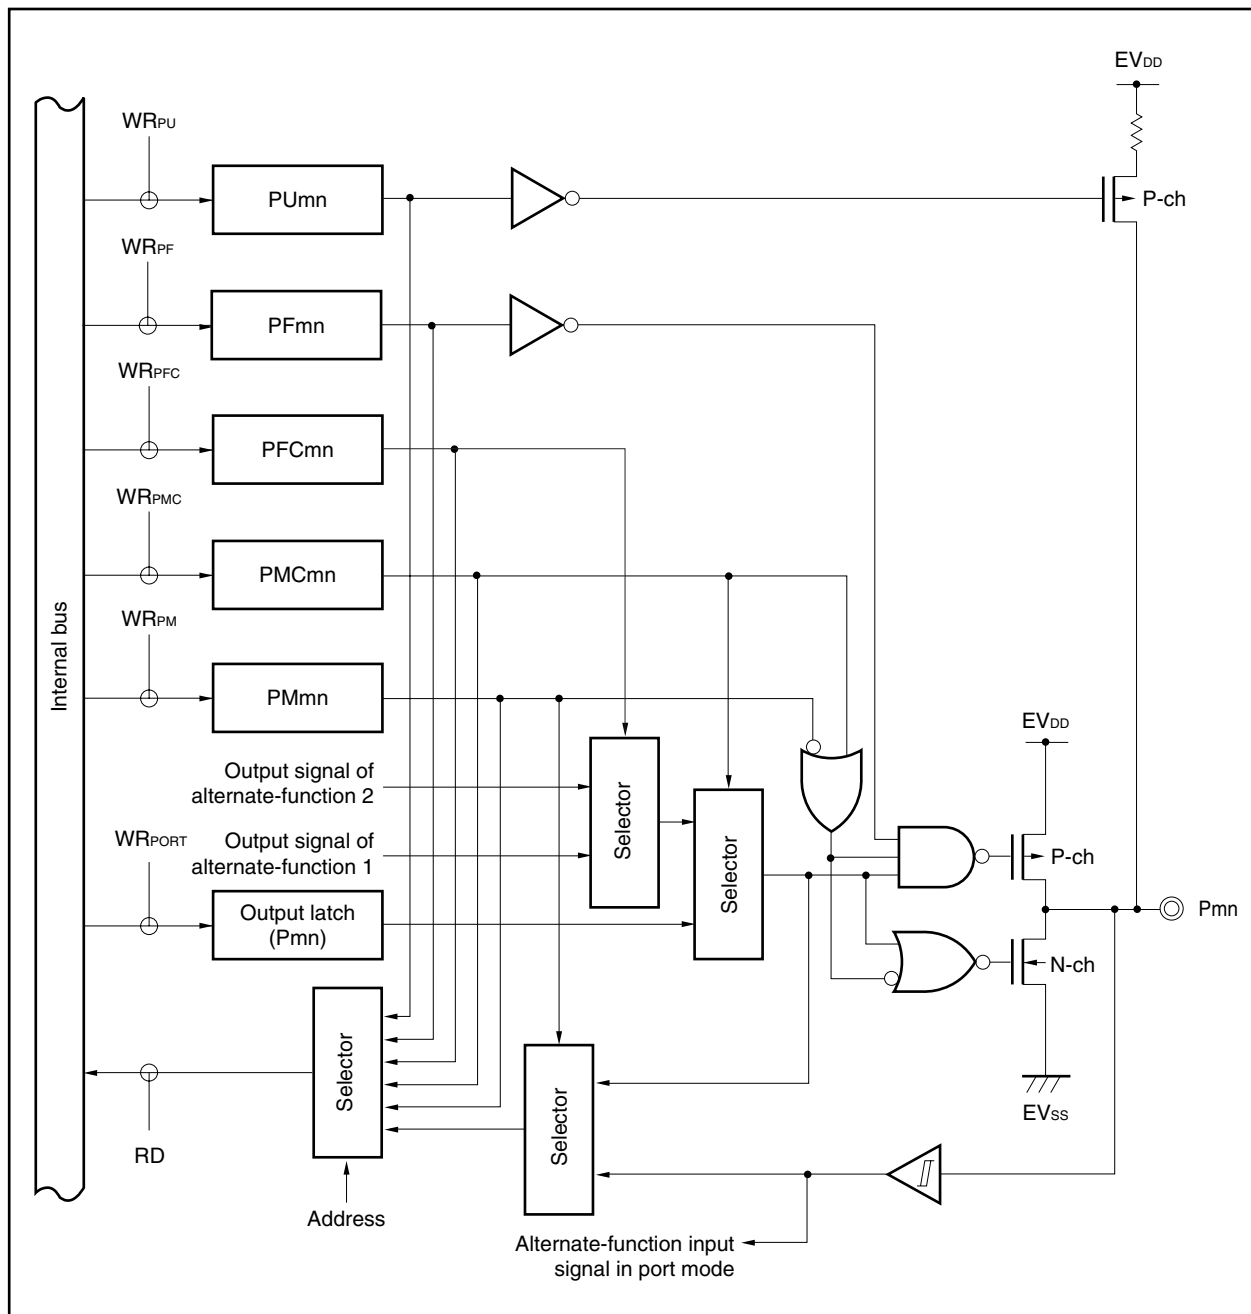 EVDD
WRPU
PUmn
P-ch
WRPF
PFmn
WRPFC
PFCmn
WRPMC
PMCmn
Internal bus
WRPM
PMmn
EVDD
Output signal of
alternate-function 2
Selector
Selector
Output signal of
alternate-function 1
WRPORT
P-ch
Output latch
(Pmn)
Pmn
N-ch
Selector
Selector
RD
EVSS
Address
Alternate-function input
signal in port mode